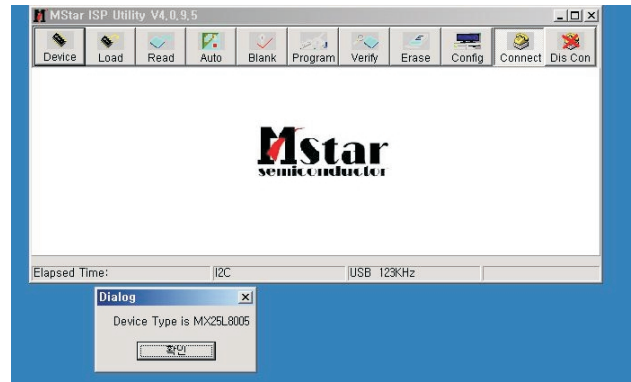 MStar ISP Utility V4,0,9,5
Device Load Read Auto Blank Program Verify Erase Config Connect Dis Con
MStar
semiconductor
Elapsed Time: I2C USB 123KHz
Dialog
Device Type is MX25L8005
확인